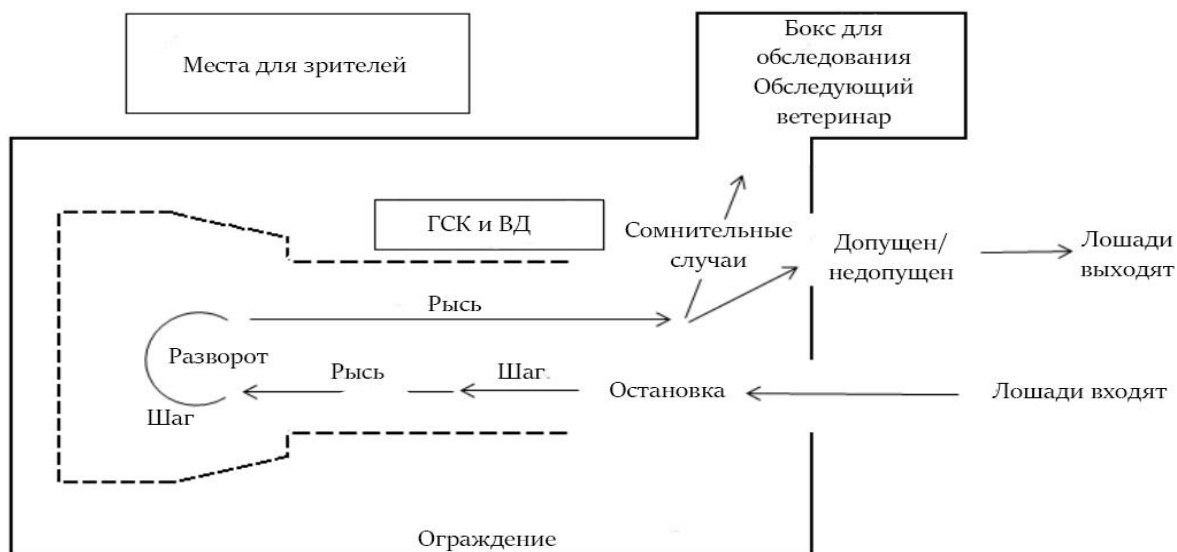 Места для зрителей
Бокс для
обследования
Обследующий
ветеринар
ГСК и ВД
Сомнительные
случаи
Допущен/
недопущен
Лошади
выходят
Рысь
Разворот
Рысь
Шаг
Остановка
Лошади входят
Шаг
Ограждение